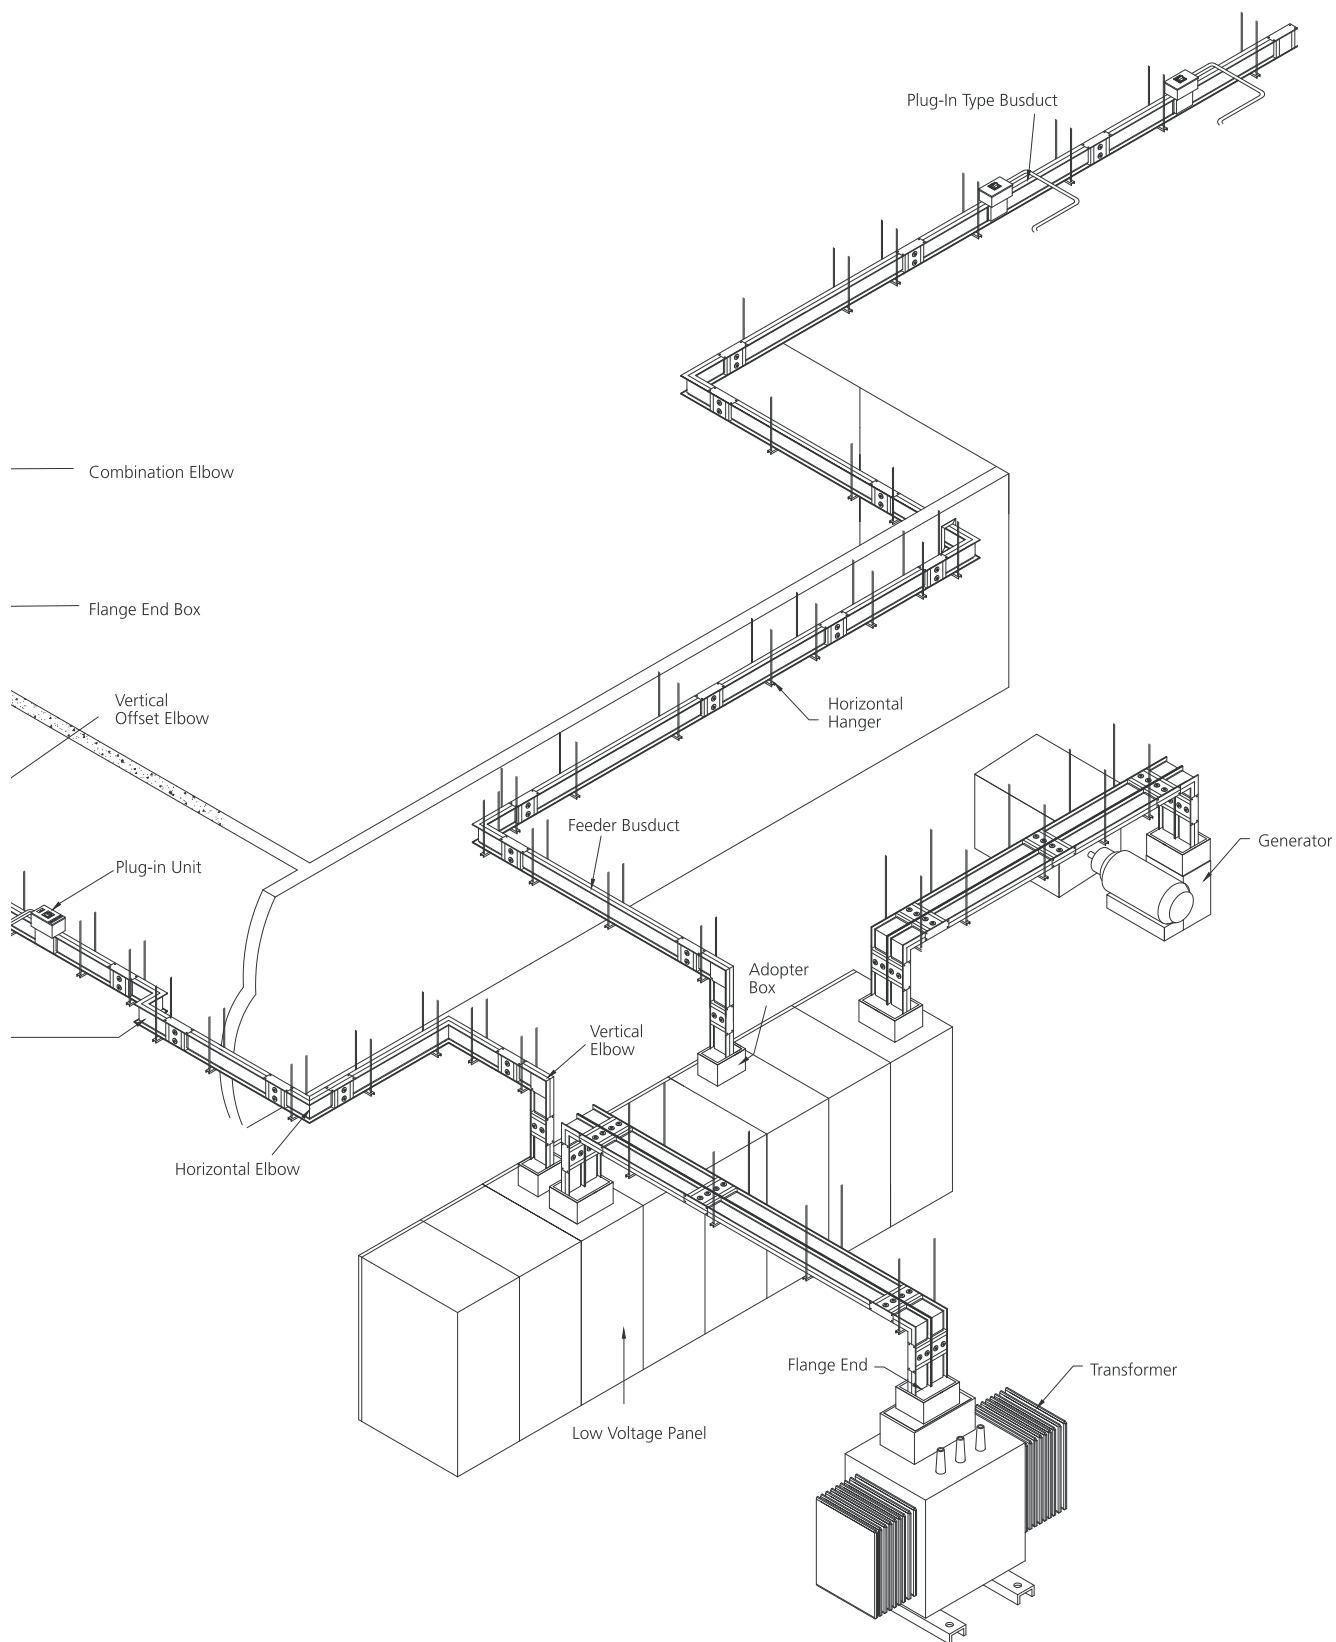 Plug-In Type Busduct
Combination Elbow
Flange End Box
Vertical
Offset Elbow
Horizontal
Hanger
Feeder Busduct
Generator
Plug-in Unit
Adopter
Box
Vertical
Elbow
Horizontal Elbow
Flange End
Transformer
Low Voltage Panel